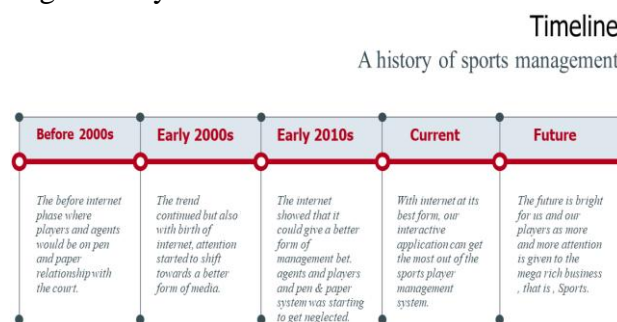 Timeline
A history of sports management
Before 2000s
Early 2000s
Early 2010s
Current
Future
The before internet
phase where
players and agents
would be on pen
and paper
relationship with
the court.
The trend
continued but also
with birth of
internet, attention
started to shift
towards a better
form of media.
The internet
showed that it
could give a better
form of
management bet.
agents and players
and pen & paper
system was starting
to get neglected.
With internet at its
best form, our
interactive
application can get
the most out of the
sports player
management
system.
The future is bright
for us and our
players as more
and more attention
is given to the
mega rich business
, that is , Sports.